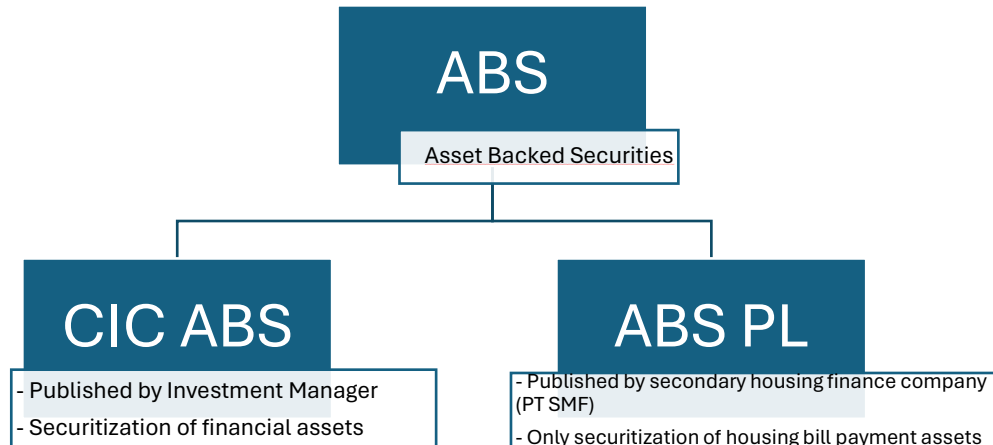 ABS
Asset Backed Securities
CIC ABS
- Published by Investment Manager
- Securitization of financial assets
ABS PL
- Published by secondary housing finance company
(PT SMF)
- Only securitization of housing bill payment assets